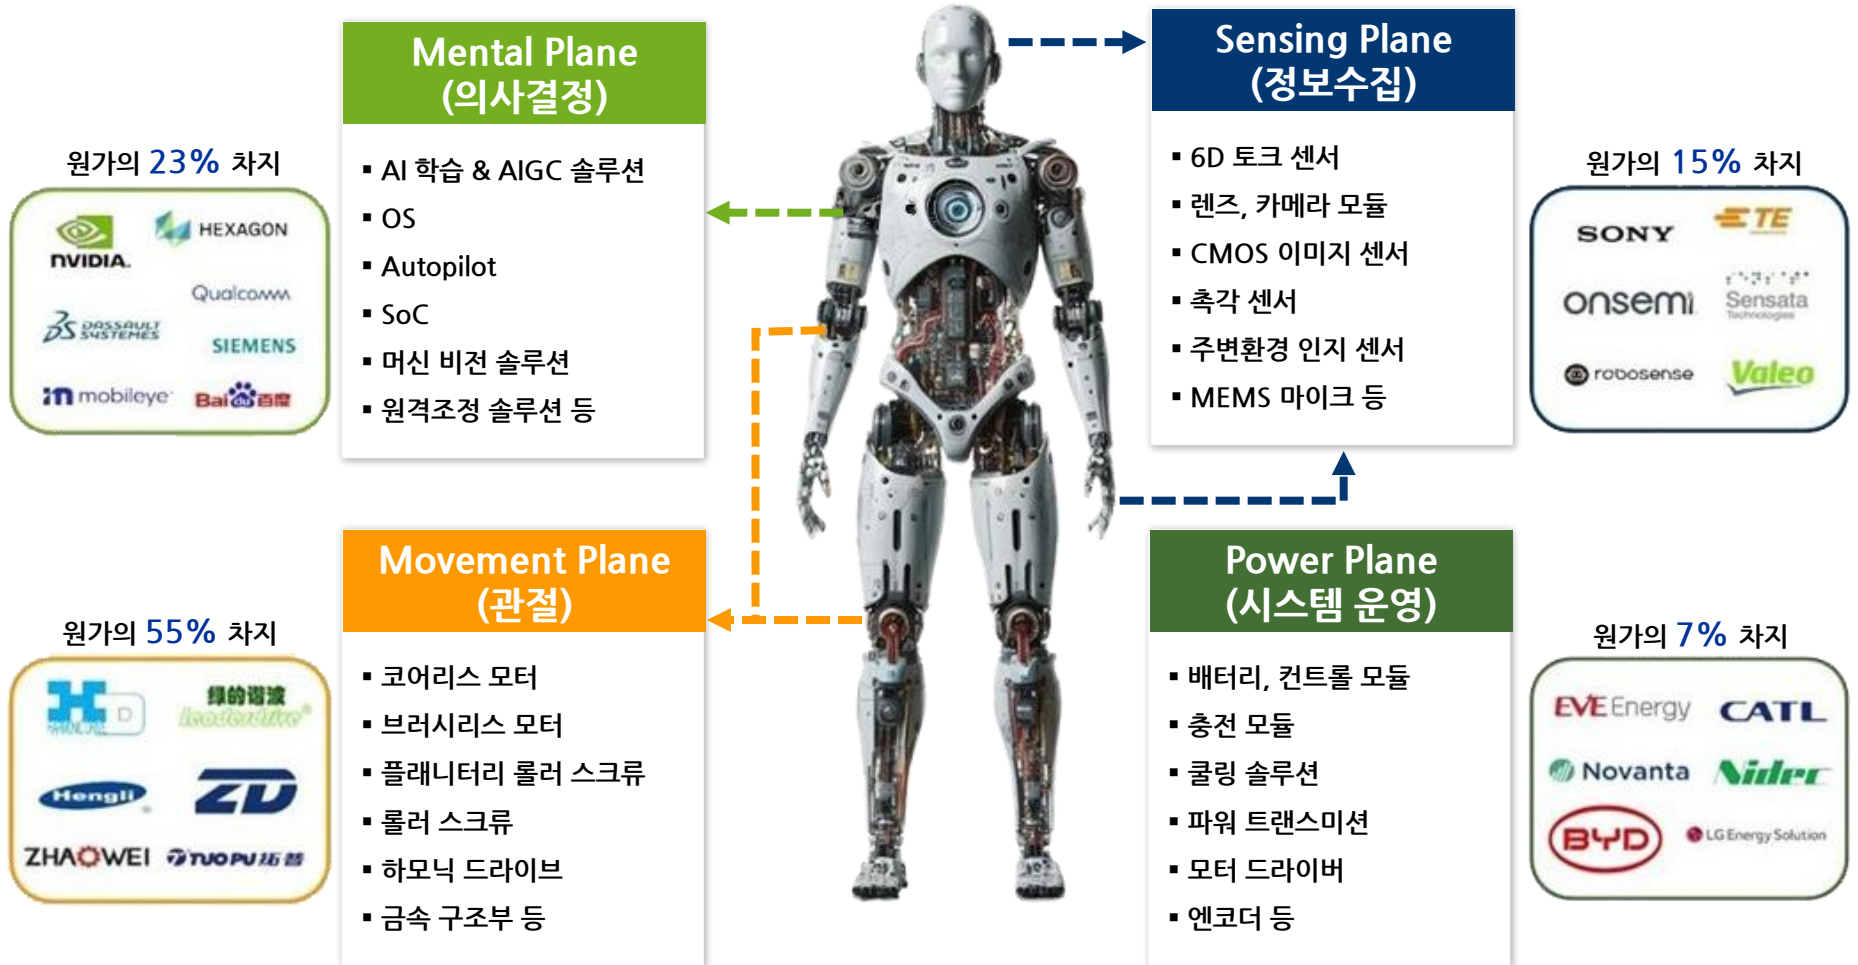 Mental Plane
(의사결정)
원가의 23% 차지
NVIDIA.
HEXAGON
Qualcomm
DASSAULT
SYSTEMES
SIEMENS
mobileye
Bai du 百度
▪ AI 학습 & AIGC 솔루션
▪ OS
▪ Autopilot
▪ SoC
▪ 머신 비전 솔루션
▪ 원격조정 솔루션 등
Sensing Plane
(정보수집)
▪ 6D 토크 센서
▪ 렌즈, 카메라 모듈
▪ CMOS 이미지 센서
▪ 촉각 센서
▪ 주변환경 인지 센서
▪ MEMS 마이크 등
원가의 15% 차지
SONY
TE
onsemi
Sensata
Technologies
robosense
Valeo
Movement Plane
(관절)
원가의 55% 차지
HD
绿的谐波
leaderdrive®
Hengli
ZD
ZHAOWEI
TUOPU 拓普
▪ 코어리스 모터
▪ 브러시리스 모터
▪ 플래니터리 롤러 스크류
▪ 롤러 스크류
▪ 하모닉 드라이브
▪ 금속 구조부 등
Power Plane
(시스템 운영)
▪ 배터리, 컨트롤 모듈
▪ 충전 모듈
▪ 쿨링 솔루션
▪ 파워 트랜스미션
▪ 모터 드라이버
▪ 엔코더 등
원가의 7% 차지
EVE Energy
CATL
Novanta
Nidec
BYD
LG Energy Solution